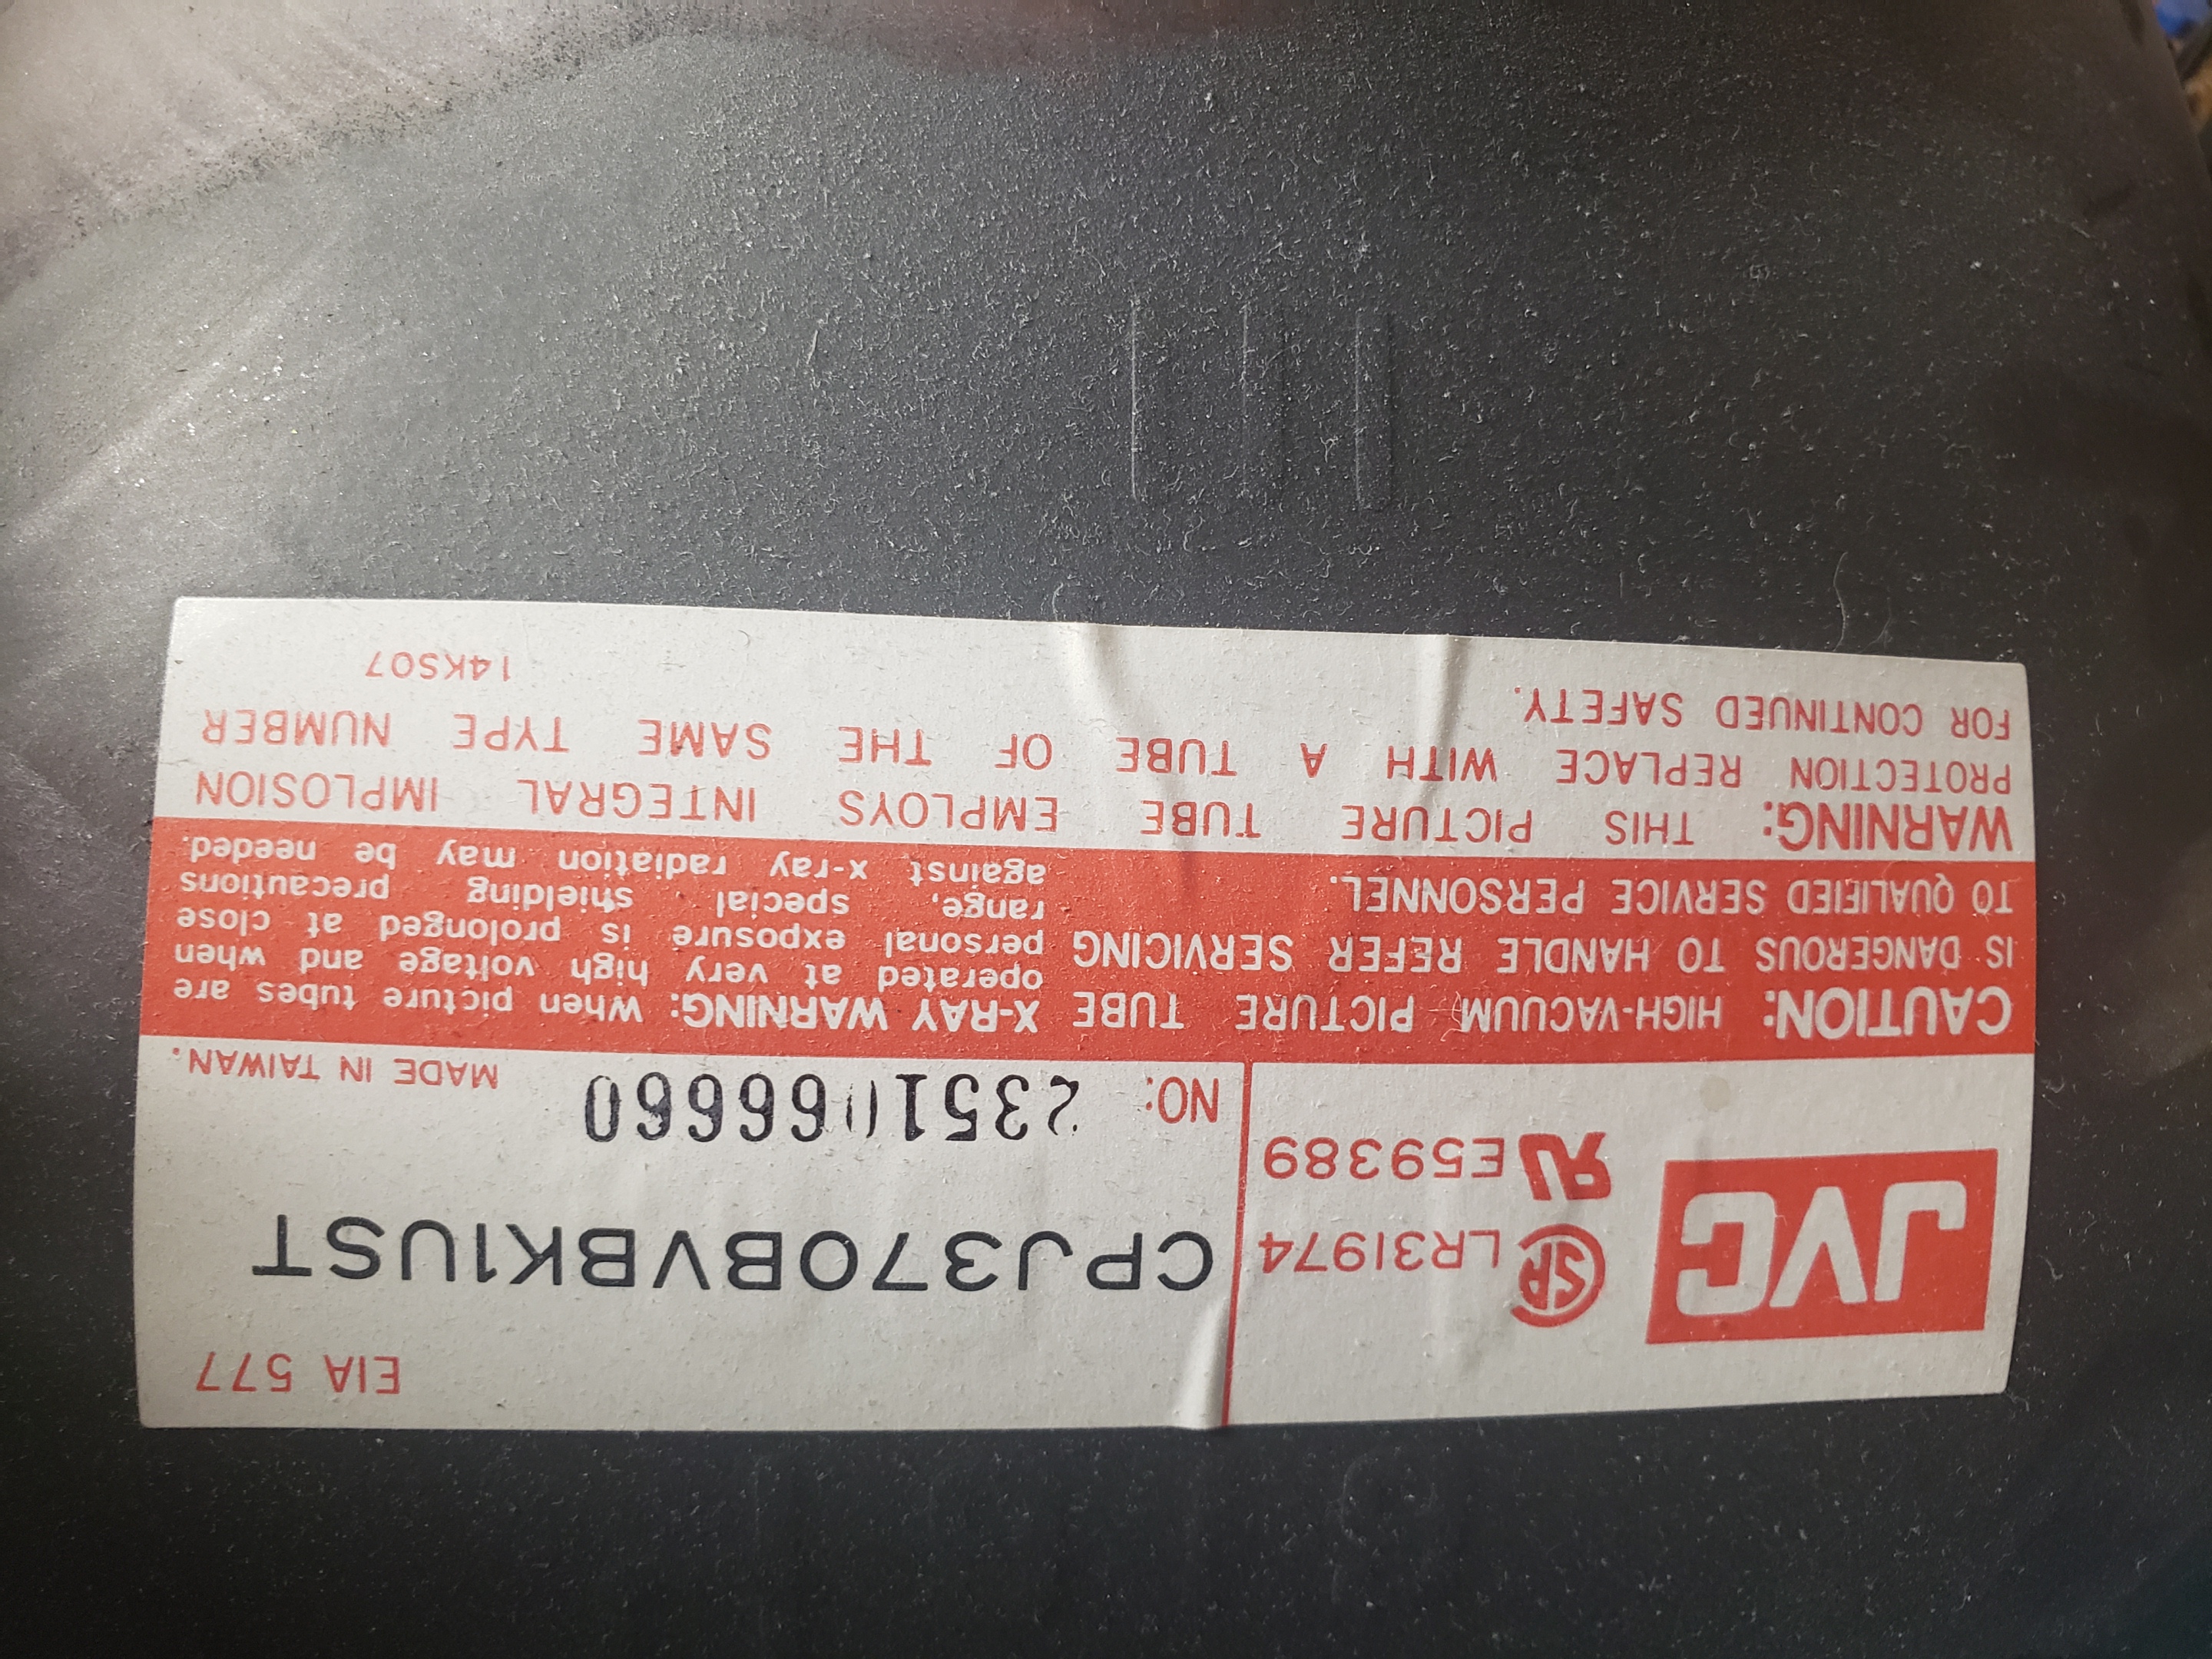 EIA 577
JVC
SA LR31974
CPJ370BVBK1UST
UR E59389
NO: 2351066660
MADE IN TAIWAN.
CAUTION: HIGH-VACUUM PICTURE TUBE
IS DANGEROUS TO HANDLE REFER SERVICING
TO QUALIFIED SERVICE PERSONNEL.
X-RAY WARNING: When picture tubes are
operated at very high voltage and when
personal exposure is prolonged at close
range, special shielding precautions
against x-ray radiation may be needed.
WARNING: THIS PICTURE TUBE EMPLOYS INTEGRAL IMPLOSION
PROTECTION REPLACE WITH A TUBE OF THE SAME TYPE NUMBER
FOR CONTINUED SAFETY.
14KS07